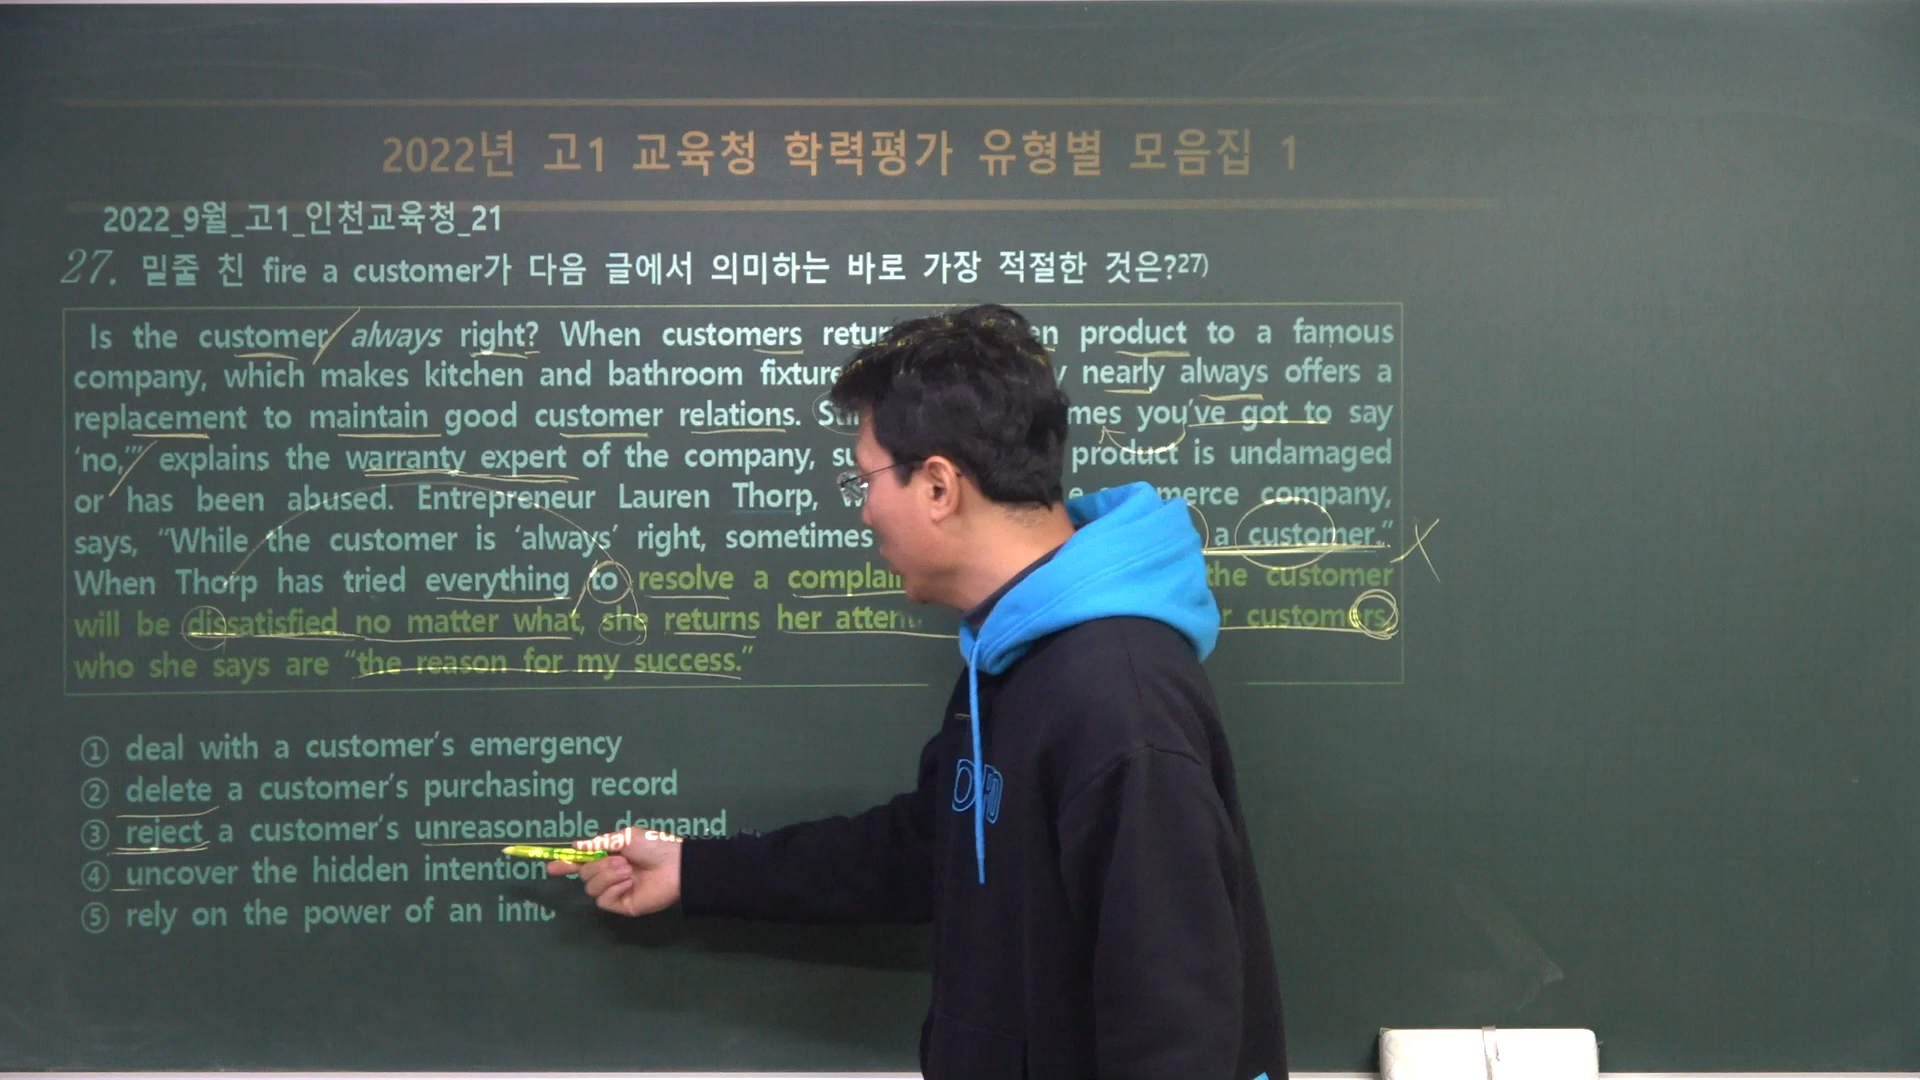 2022년 고1 교육청 학력평가 유형별 모음집 1
2022_9월_고1_인천교육청_21
27. 밑줄 친 fire a customer가 다음 글에서 의미하는 바로 가장 적절한 것은?27)
Is the customer always right? When customers product to a famous
company, which makes kitchen and bathroom nearly always offers a
replacement to maintain good customer relations. you've got to say
'no,'" explains the warranty expert of the company, product is undamaged
or has been abused. Entrepreneur Lauren Thorp, company,
says, "While the customer is 'always' right, sometimes a customer."
When Thorp has tried everything to resolve a the customer
will be dissatisfied no matter what, she returns her customers,
who she says are "the reason for my success."
① deal with a customer's emergency
② delete a customer's purchasing record
③ reject a customer's unreasonable demand
④ uncover the hidden intention
⑤ rely on the power of an